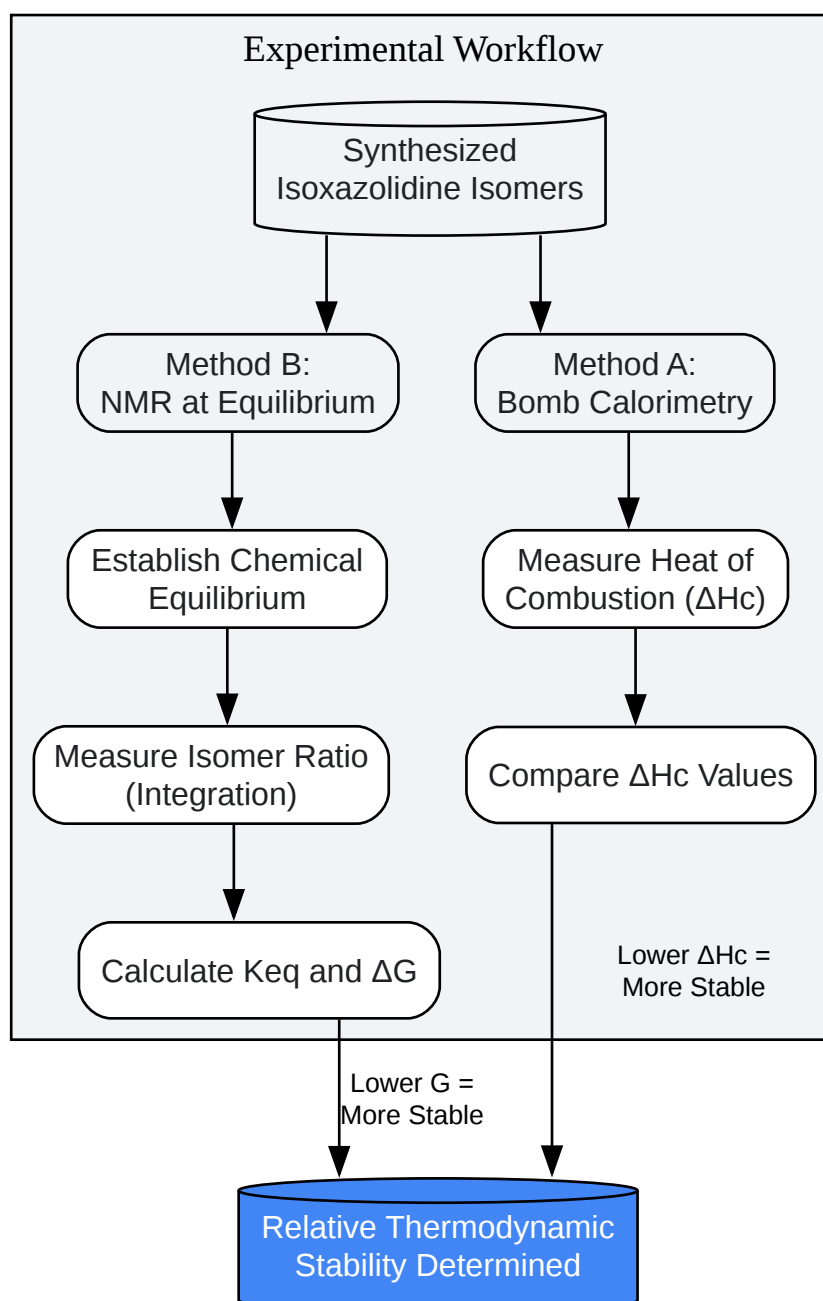 Experimental Workflow
Synthesized
Isoxazolidine Isomers
Method B:
NMR at Equilibrium
Method A:
Bomb Calorimetry
Establish Chemical
Equilibrium
Measure Heat of
Combustion (ΔHc)
Measure Isomer Ratio
(Integration)
Compare ΔHc Values
Calculate Keq and ΔG
Lower ΔHc =
More Stable
Lower G =
More Stable
Relative Thermodynamic
Stability Determined